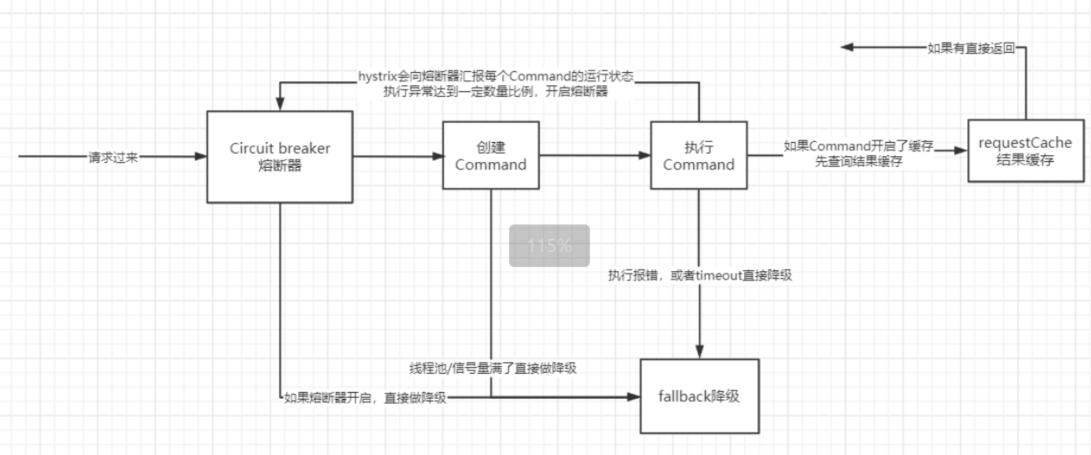 如果有直接返回
hystrix会向熔断器汇报每个Command的运行状态
执行异常达到一定数量比例，开启熔断器
请求过来
Circuit breaker
熔断器
创建
Command
执行
Command
如果Command开启了缓存
先查询结果缓存
requestCache
结果缓存
115%
执行报错，或者timeout直接降级
线程池/信号量满了直接做降级
如果熔断器开启，直接做降级
fallback降级